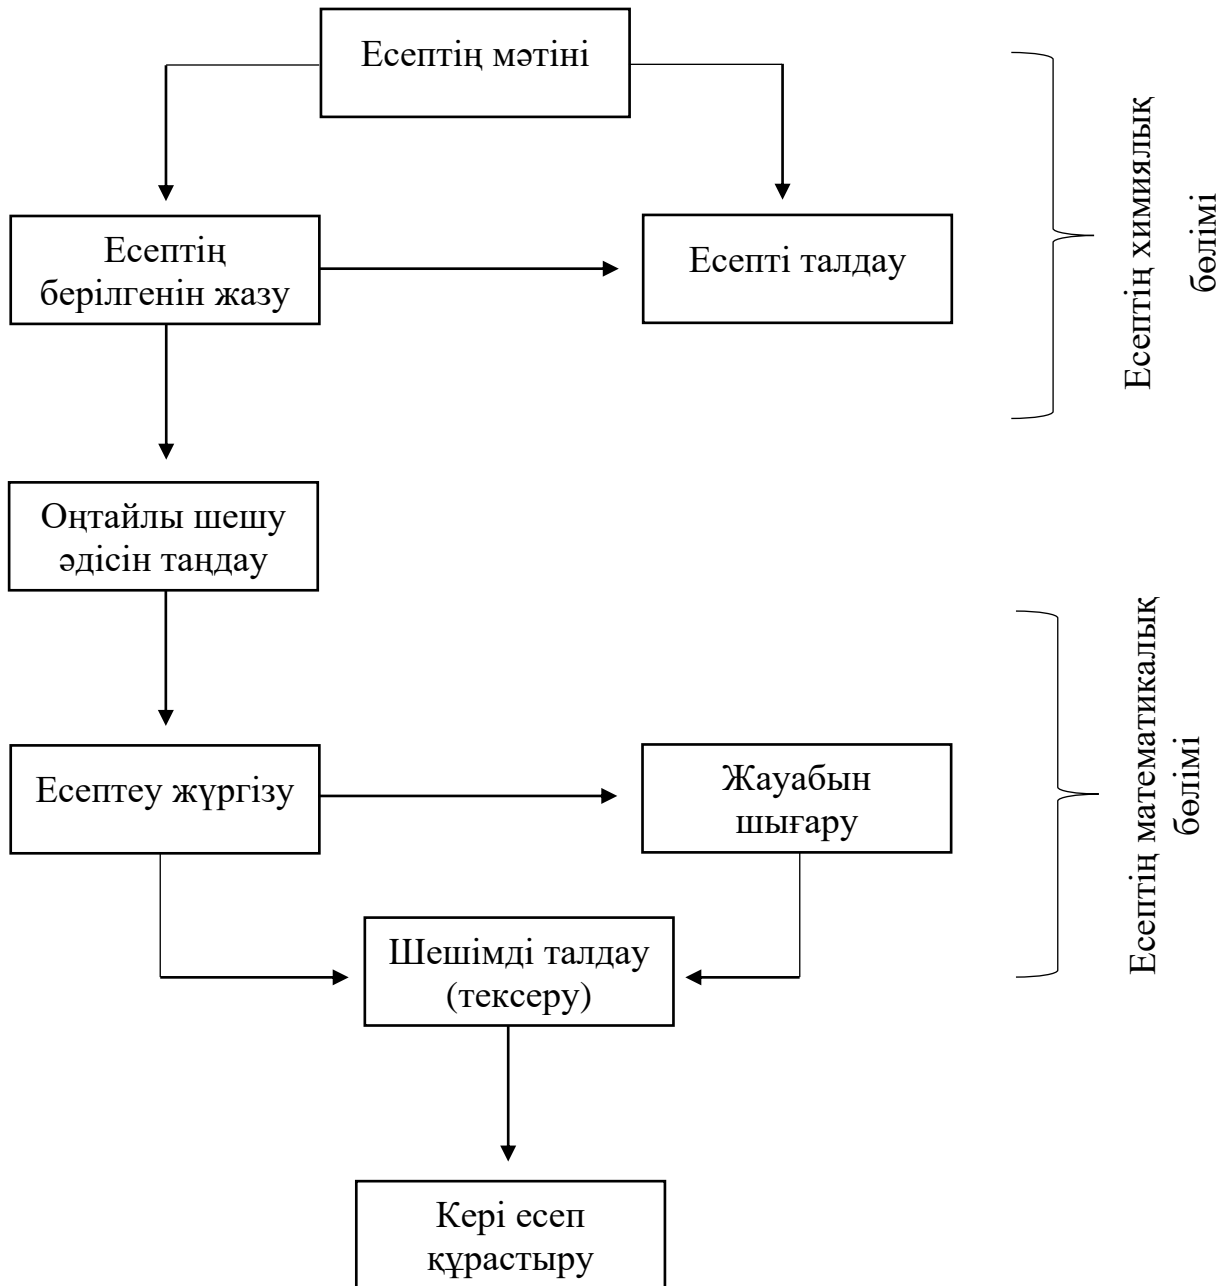 Есептің мәтіні
Есептің
берілгенін жазу
Есепті талдау
Есептің химиялық
бөлімі
Оңтайлы шешу
әдісін таңдау
Есептеу жүргізу
Жауабын
шығару
Есептің математикалық
бөлімі
Шешімді талдау
(тексеру)
Кері есеп
құрастыру